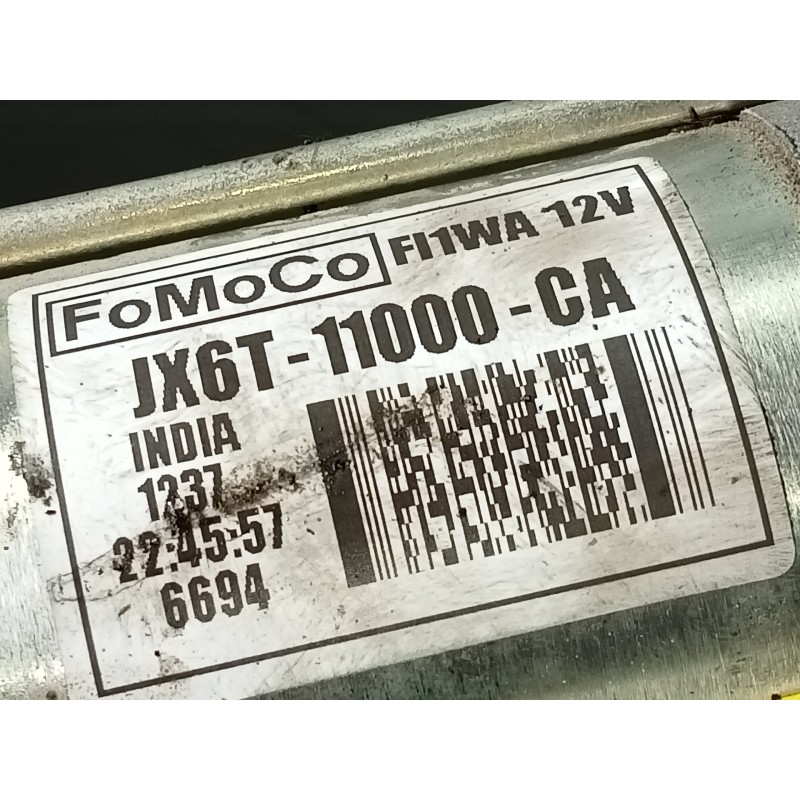 FoMoCo FI1WA 12V
JX6T-11000-CA
INDIA
1237
22:45:57
6694